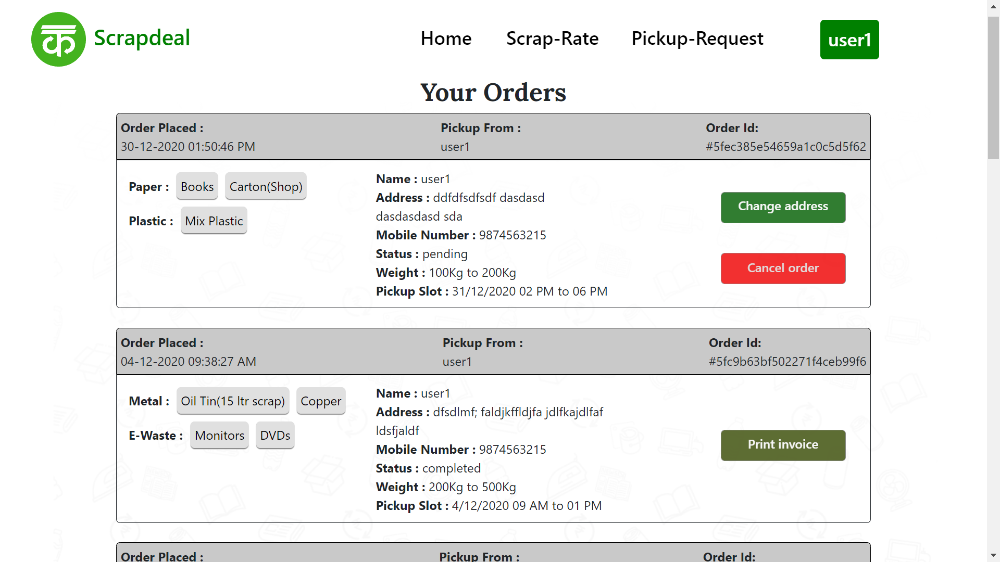 क Scrapdeal
Home Scrap-Rate Pickup-Request user1
Your Orders
Order Placed : Pickup From : Order Id:
30-12-2020 01:50:46 PM user1 #5fec385e54659a1c0c5d5f62
Paper : Books Carton(Shop)
Plastic : Mix Plastic
Name : user1
Address : ddfdfsdfsdf dasdasd
dasdasdasd sda
Mobile Number : 9874563215
Status : pending
Weight : 100Kg to 200Kg
Pickup Slot : 31/12/2020 02 PM to 06 PM
Change address
Cancel order
Order Placed : Pickup From : Order Id:
04-12-2020 09:38:27 AM user1 #5fc9b63bf502271f4ceb99f6
Metal : Oil Tin(15 ltr scrap) Copper
E-Waste : Monitors DVDs
Name : user1
Address : dfsdlmf; faldjkffldjfa jdlfkajdlfaf
ldsfjaldf
Mobile Number : 9874563215
Status : completed
Weight : 200Kg to 500Kg
Pickup Slot : 4/12/2020 09 AM to 01 PM
Print invoice
Order Placed : Pickup From : Order Id: